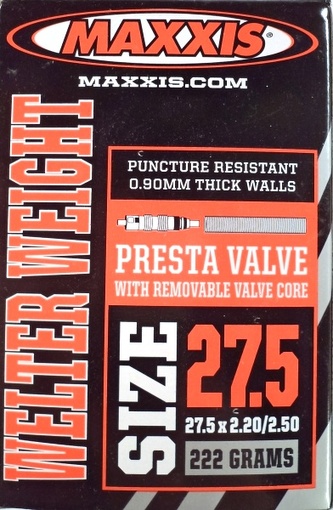 MAXXIS®
MAXXIS.COM
WELTER WEIGHT
PUNCTURE RESISTANT
0.90MM THICK WALLS
PRESTA VALVE
WITH REMOVABLE VALVE CORE
SIZE
27.5
27.5 x 2.20/2.50
222 GRAMS